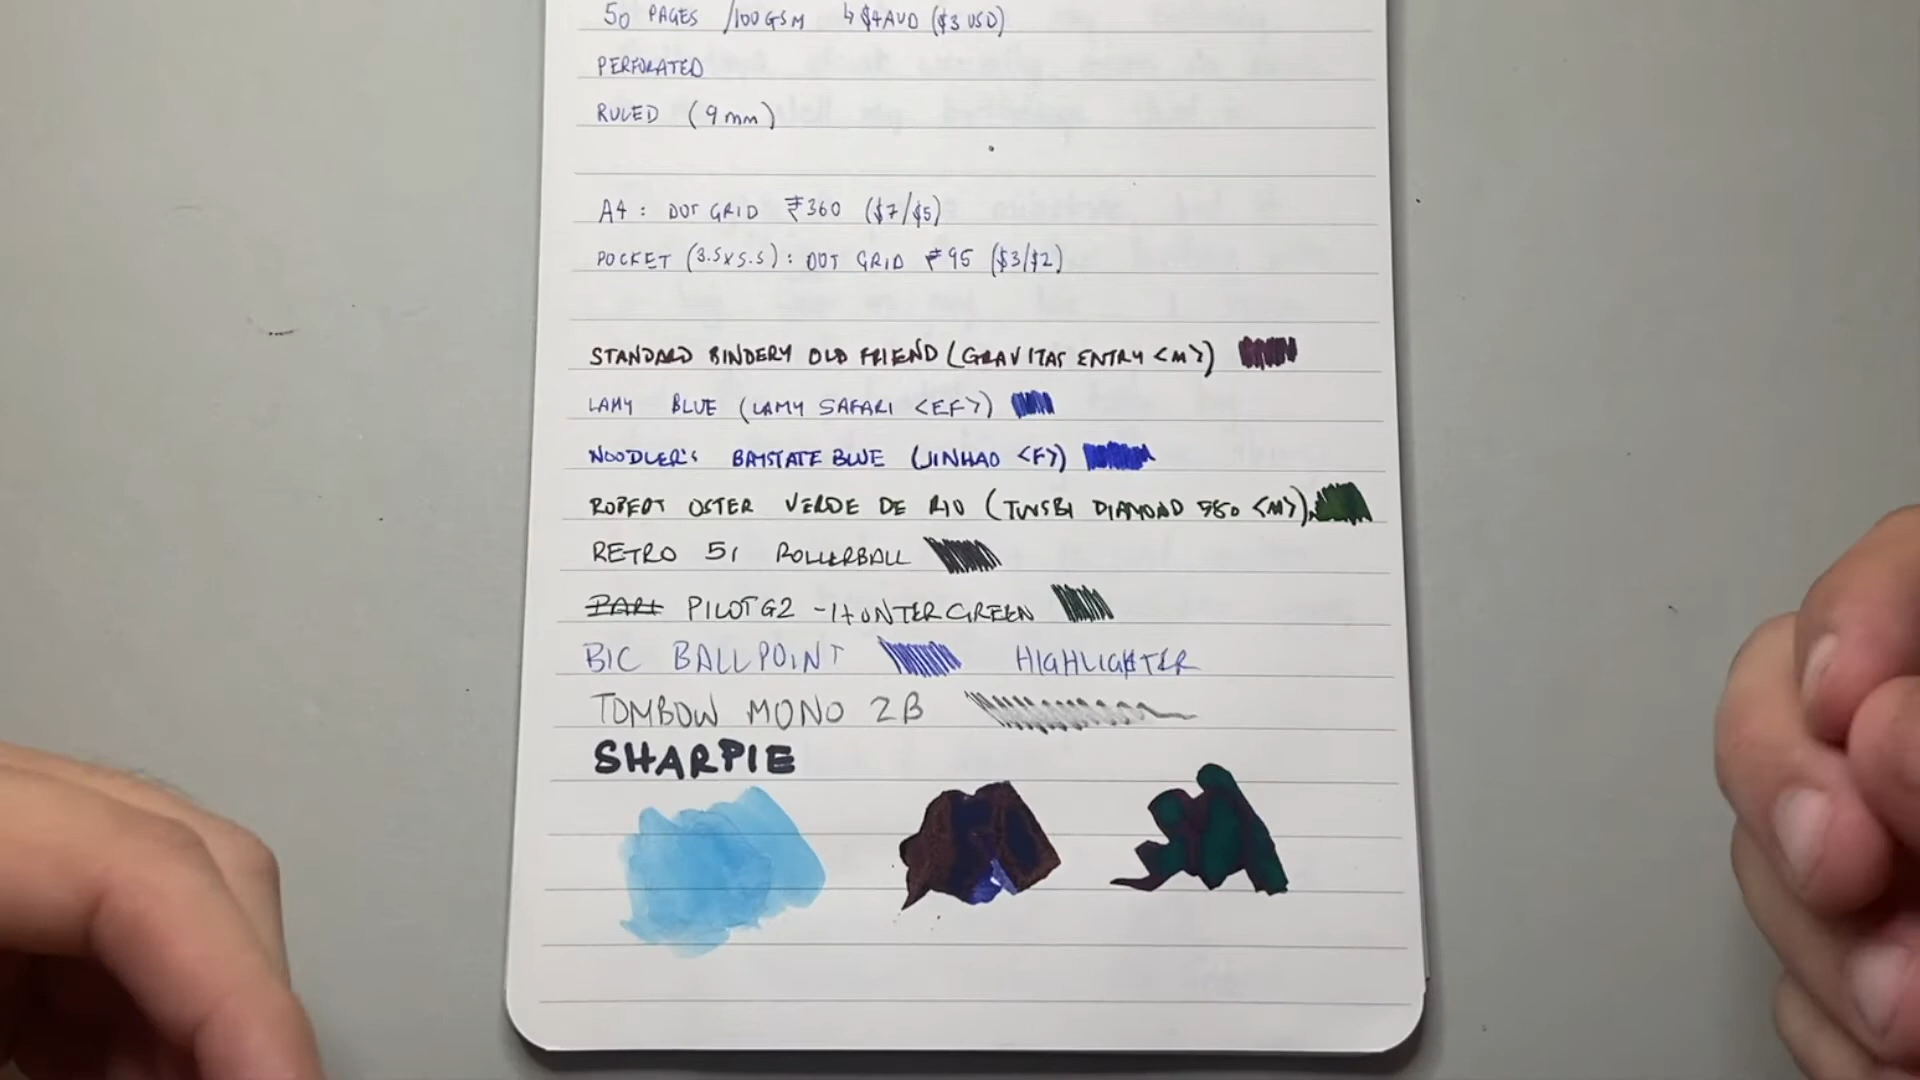 50 PAGES /100GSM ↳ $4AUD ($3 USD)
PERFORATED
RULED (9mm)
A4 : DOT GRID ₹360 ($7/$5)
POCKET (3.5x5.5) : DOT GRID ₹95 ($3/$2)
STANDARD BINDERY OLD FRIEND (GRAVITAS ENTRY <M>)
LAMY BLUE (LAMY SAFARI <EF>)
NOODLER'S BAYSTATE BLUE (JINHAO <F>)
ROBERT OSTER VERDE DE RIO (TWSBI DIAMOND 580 <M>)
RETRO 51 ROLLERBALL
PILOT G2 - HUNTER GREEN
BIC BALLPOINT HIGHLIGHTER
TOMBOW MONO 2B
SHARPIE